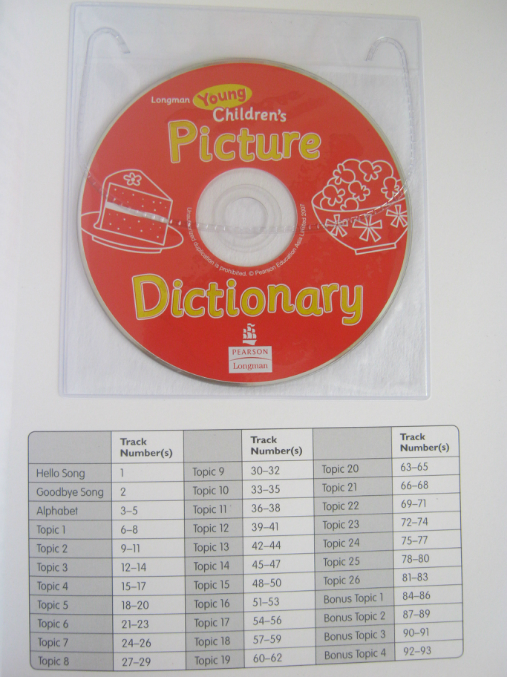 Longman Young
Children's
Picture
Dictionary
is prohibited. © Pearson Education Asia Limited 2007
PEARSON
Longman
Track Number(s) Track Number(s) Track Number(s)
Hello Song 1 Topic 9 30–32 Topic 20 63–65
Goodbye Song 2 Topic 10 33–35 Topic 21 66–68
Alphabet 3–5 Topic 11 36–38 Topic 22 69–71
Topic 1 6–8 Topic 12 39–41 Topic 23 72–74
Topic 2 9–11 Topic 13 42–44 Topic 24 75–77
Topic 3 12–14 Topic 14 45–47 Topic 25 78–80
Topic 4 15–17 Topic 15 48–50 Topic 26 81–83
Topic 5 18–20 Topic 16 51–53 Bonus Topic 1 84–86
Topic 6 21–23 Topic 17 54–56 Bonus Topic 2 87–89
Topic 7 24–26 Topic 18 57–59 Bonus Topic 3 90–91
Topic 8 27–29 Topic 19 60–62 Bonus Topic 4 92–93